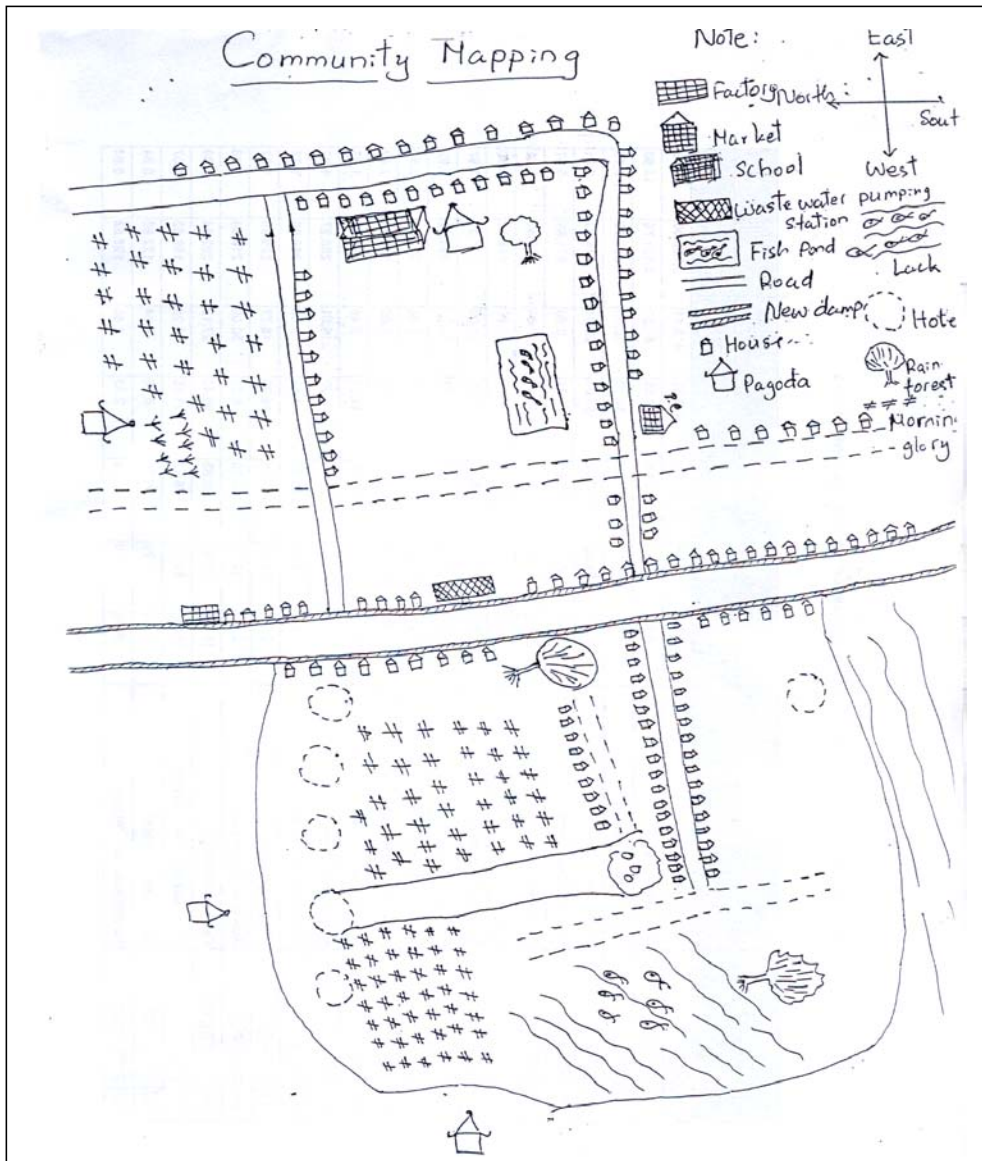 Community Mapping
Note:
East
Factory
North:
Sout
Market
School
West
Waste water pumping
station
Fish Pond
Lack
Road
New damp
Hote
House
Rain
forest
Pagoda
Mornin
glory